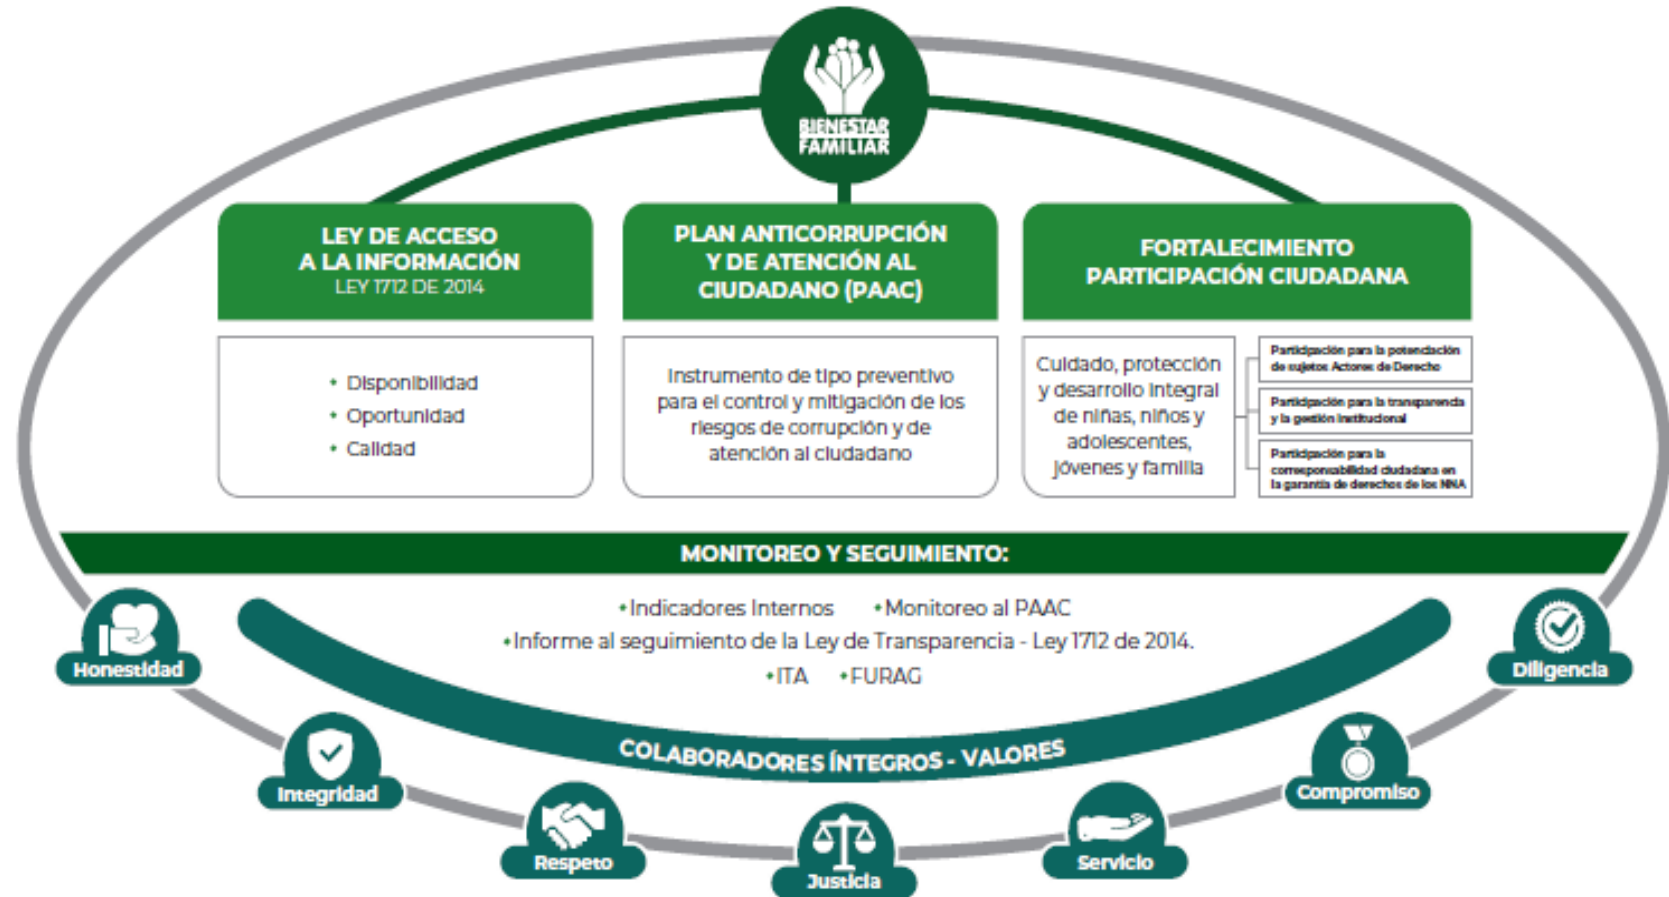 BIENESTAR
FAMILIAR
LEY DE ACCESO
A LA INFORMACIÓN
LEY 1712 DE 2014
• Disponibilidad
• Oportunidad
• Calidad
PLAN ANTICORRUPCIÓN
Y DE ATENCIÓN AL
CIUDADANO (PAAC)
Instrumento de tipo preventivo
para el control y mitigación de los
riesgos de corrupción y de
atención al ciudadano
FORTALECIMIENTO
PARTICIPACIÓN CIUDADANA
Cuidado, protección
y desarrollo integral
de niñas, niños y
adolescentes,
jóvenes y familia
Participación para la potenciación
de sujetos Actores de Derecho
Participación para la transparencia
y la gestión institucional
Participación para la
corresponsabilidad ciudadana en
la garantía de derechos de los NNA
MONITOREO Y SEGUIMIENTO:
•Indicadores Internos •Monitoreo al PAAC
•Informe al seguimiento de la Ley de Transparencia - Ley 1712 de 2014.
•ITA •FURAG
COLABORADORES ÍNTEGROS - VALORES
Honestidad
Integridad
Respeto
Justicia
Servicio
Compromiso
Diligencia